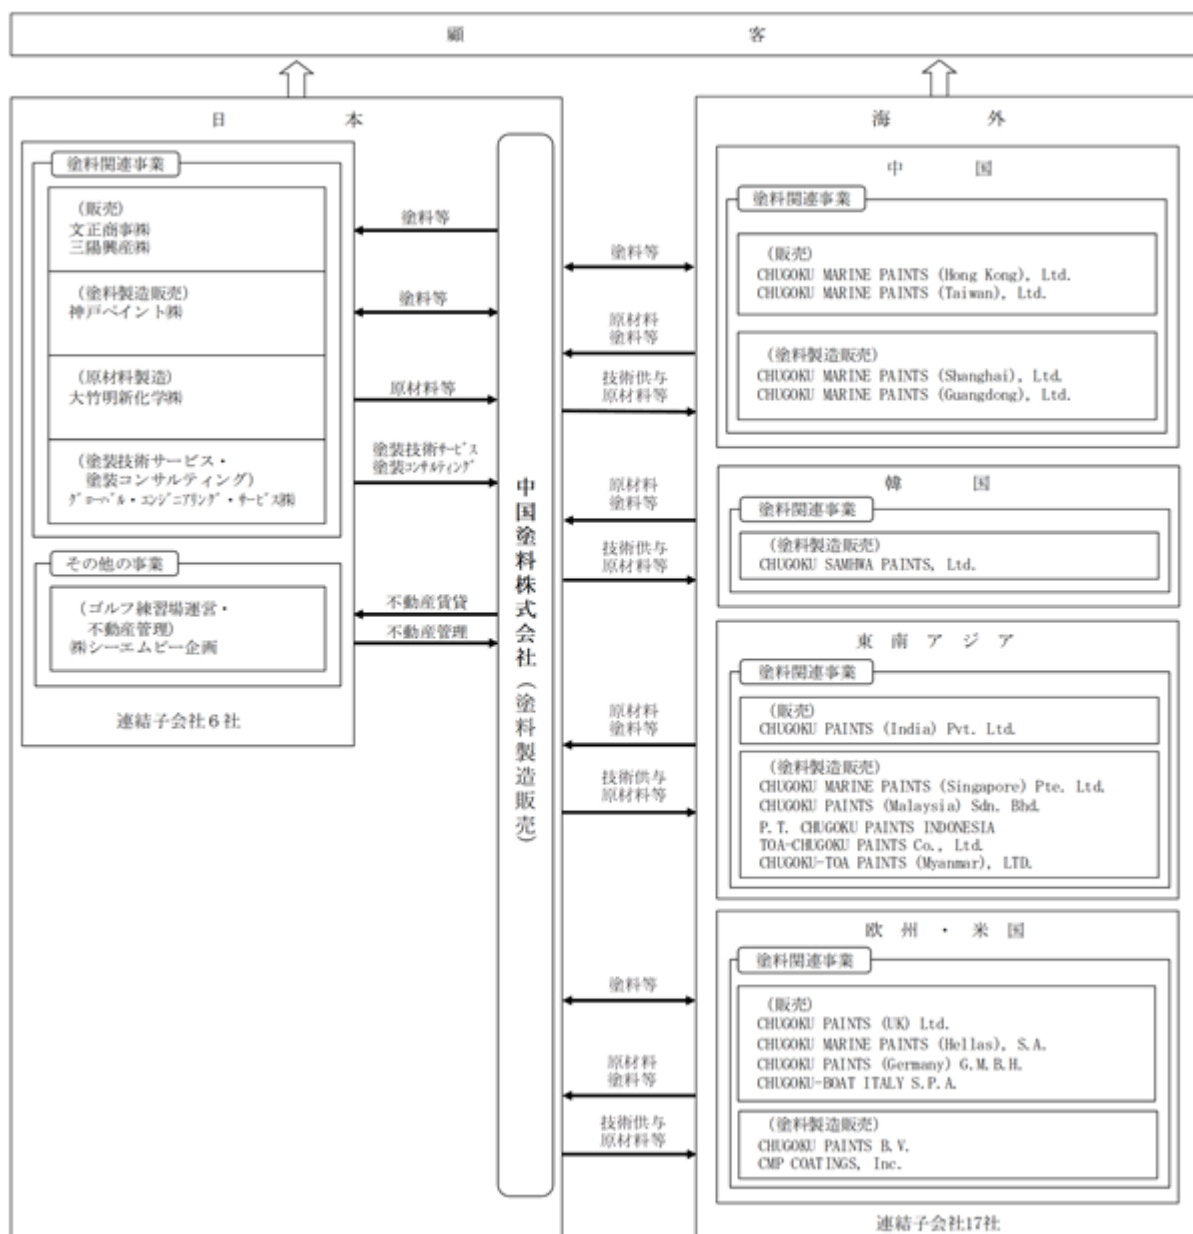 顧客
日本
塗料関連事業
(販売)
文正商事㈱
三陽興産㈱
塗料等
(塗料製造販売)
神戸ペイント㈱
塗料等
(原材料製造)
大竹明新化学㈱
原材料等
(塗装技術サービス・
塗装コンサルティング)
グローバル・エンジニアリング・サービス㈱
塗装技術サービス
塗装コンサルティング
その他の事業
(ゴルフ練習場運営・
不動産管理)
㈱シーエムピー企画
不動産賃貸
不動産管理
連結子会社6社
中国塗料株式会社(塗料製造販売)
海外
中国
塗料関連事業
塗料等
(販売)
CHUGOKU MARINE PAINTS (Hong Kong), Ltd.
CHUGOKU MARINE PAINTS (Taiwan), Ltd.
原材料
塗料等
技術供与
原材料等
(塗料製造販売)
CHUGOKU MARINE PAINTS (Shanghai), Ltd.
CHUGOKU MARINE PAINTS (Guangdong), Ltd.
韓国
塗料関連事業
原材料
塗料等
技術供与
原材料等
(塗料製造販売)
CHUGOKU SAMHWA PAINTS, Ltd.
東南アジア
塗料関連事業
原材料
塗料等
技術供与
原材料等
(販売)
CHUGOKU PAINTS (India) Pvt. Ltd.
(塗料製造販売)
CHUGOKU MARINE PAINTS (Singapore) Pte. Ltd.
CHUGOKU PAINTS (Malaysia) Sdn. Bhd.
P.T. CHUGOKU PAINTS INDONESIA
TOA-CHUGOKU PAINTS Co., Ltd.
CHUGOKU-TOA PAINTS (Myanmar), LTD.
欧州・米国
塗料関連事業
塗料等
(販売)
CHUGOKU PAINTS (UK) Ltd.
CHUGOKU MARINE PAINTS (Hellas), S.A.
CHUGOKU PAINTS (Germany) G.M.B.H.
CHUGOKU-BOAT ITALY S.P.A.
原材料
塗料等
技術供与
原材料等
(塗料製造販売)
CHUGOKU PAINTS B.V.
CMP COATINGS, Inc.
連結子会社17社